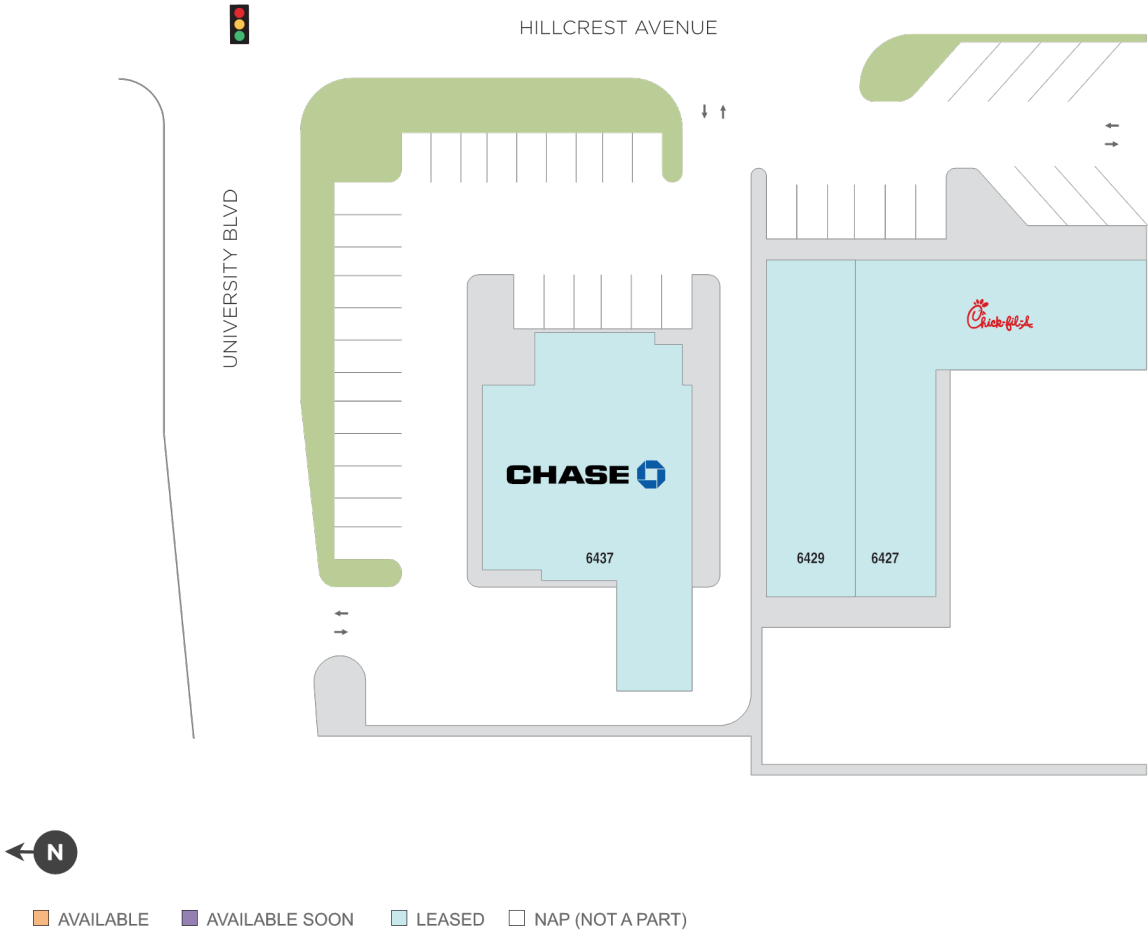 HILLCREST AVENUE
UNIVERSITY BLVD
Chick-fil-A
CHASE
6437
6429
6427
N
AVAILABLE
AVAILABLE SOON
LEASED
NAP (NOT A PART)